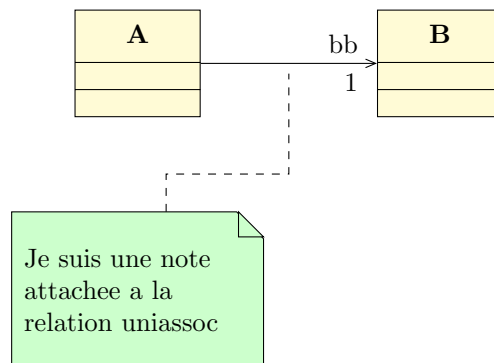 A
bb
B
1
Je suis une note
attachee a la
relation uniassoc